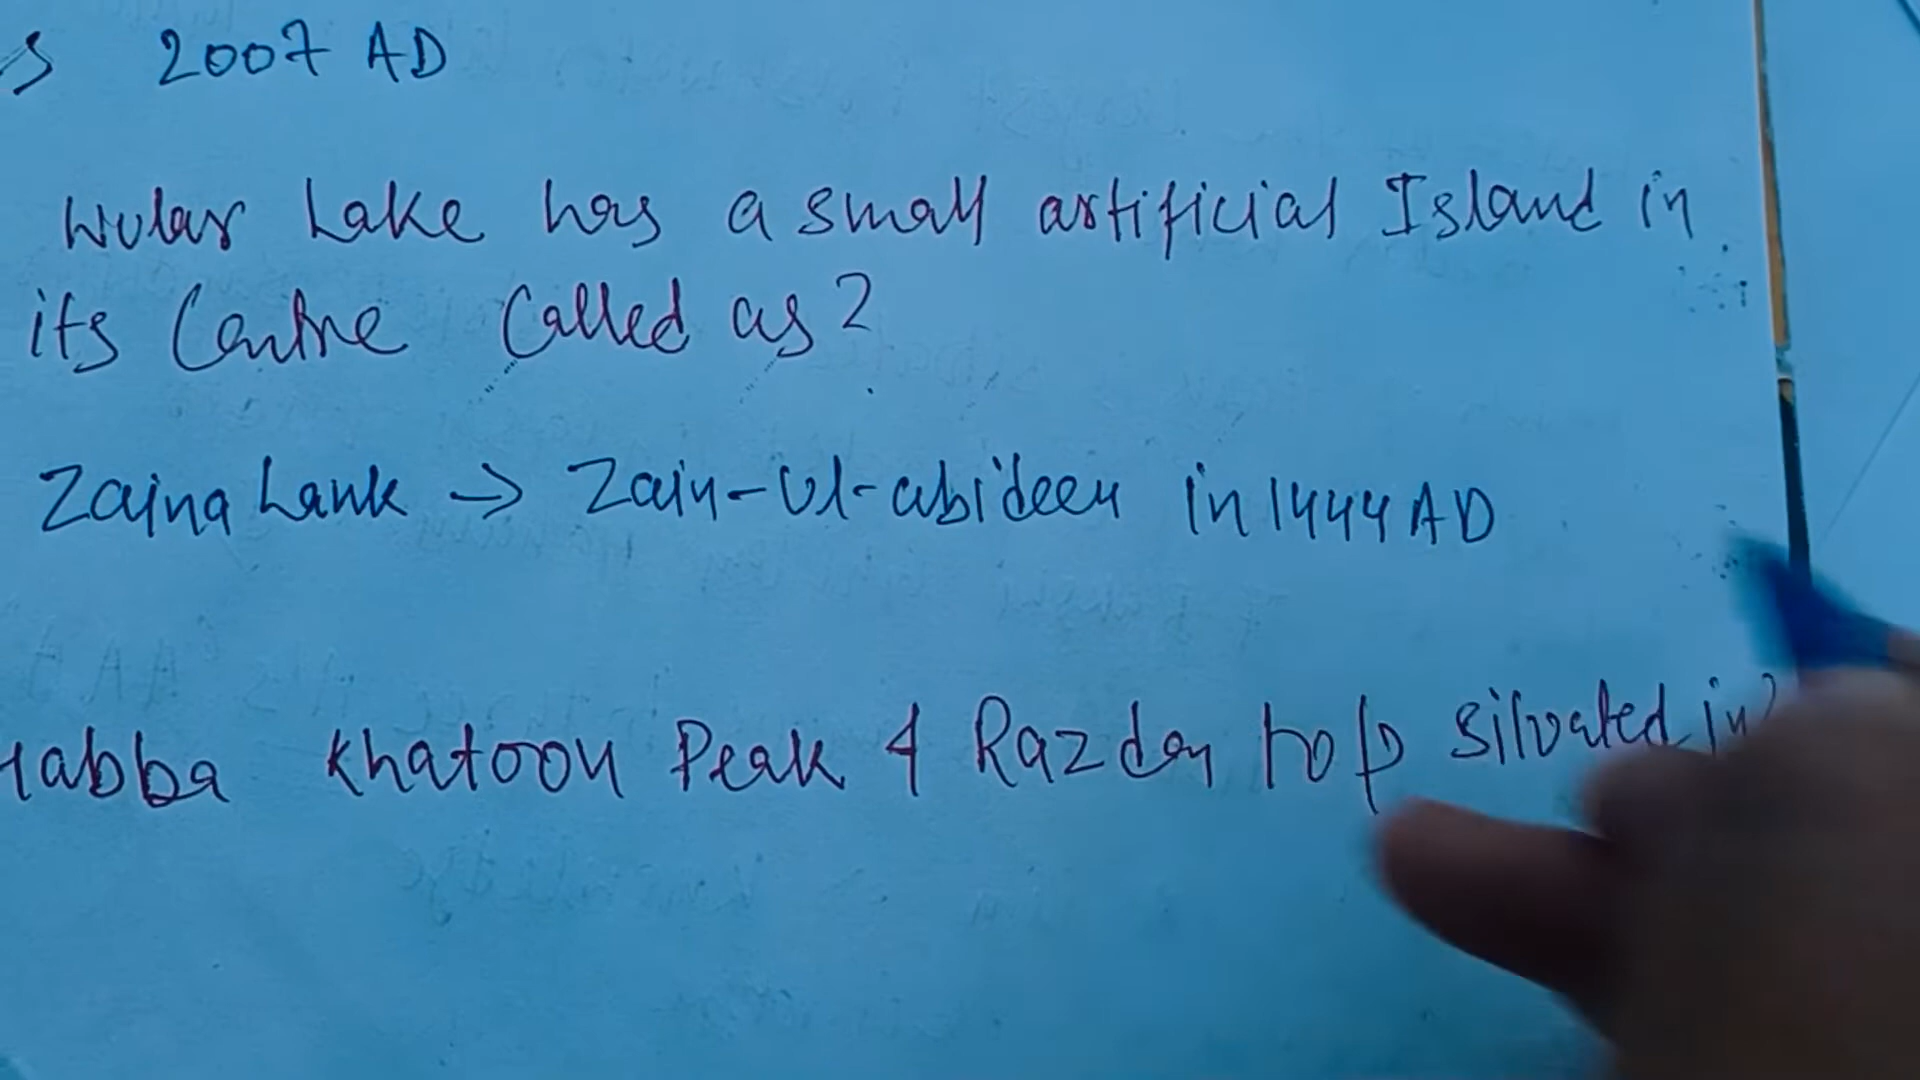 s 2007 AD
Wular Lake has a small artificial Island in
its Centre Called as?
Zaina Lank → Zain-Ul-abideen in 1444 AD
Habba Khatoon Peak & Razdan top situated in?